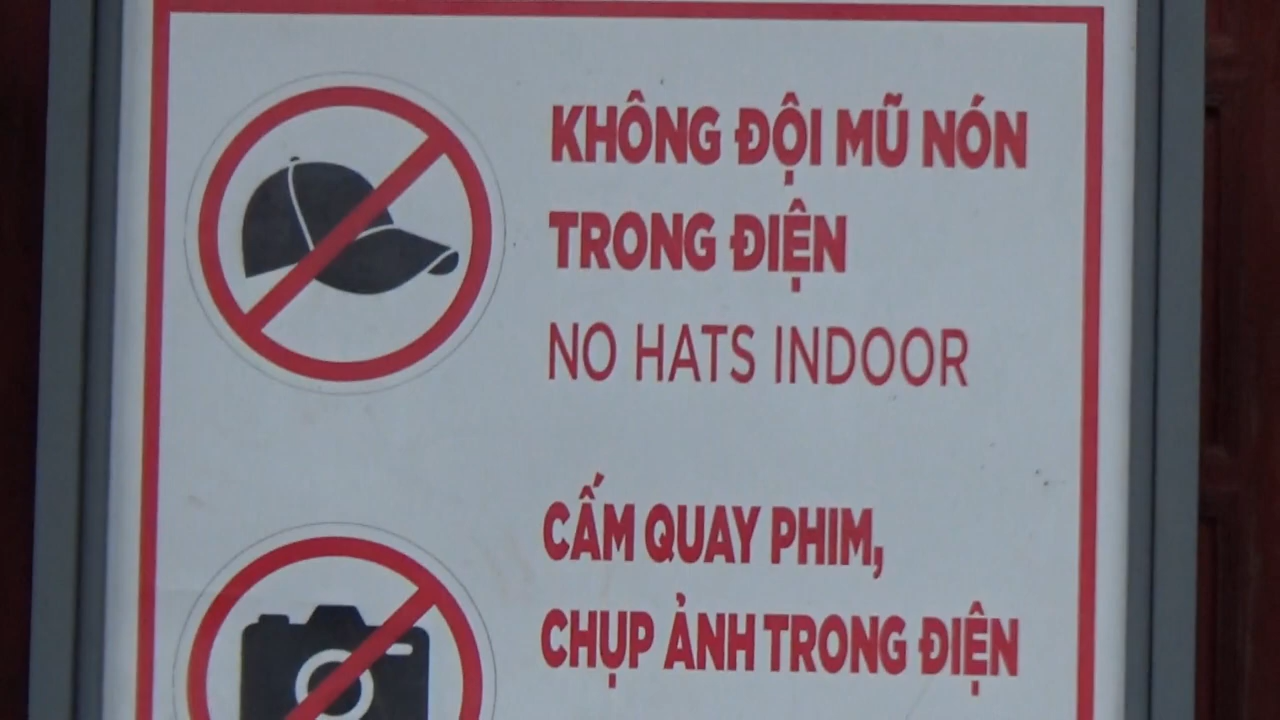 KHÔNG ĐỘI MŨ NÓN
TRONG ĐIỆN
NO HATS INDOOR
CẤM QUAY PHIM,
CHỤP ẢNH TRONG ĐIỆN